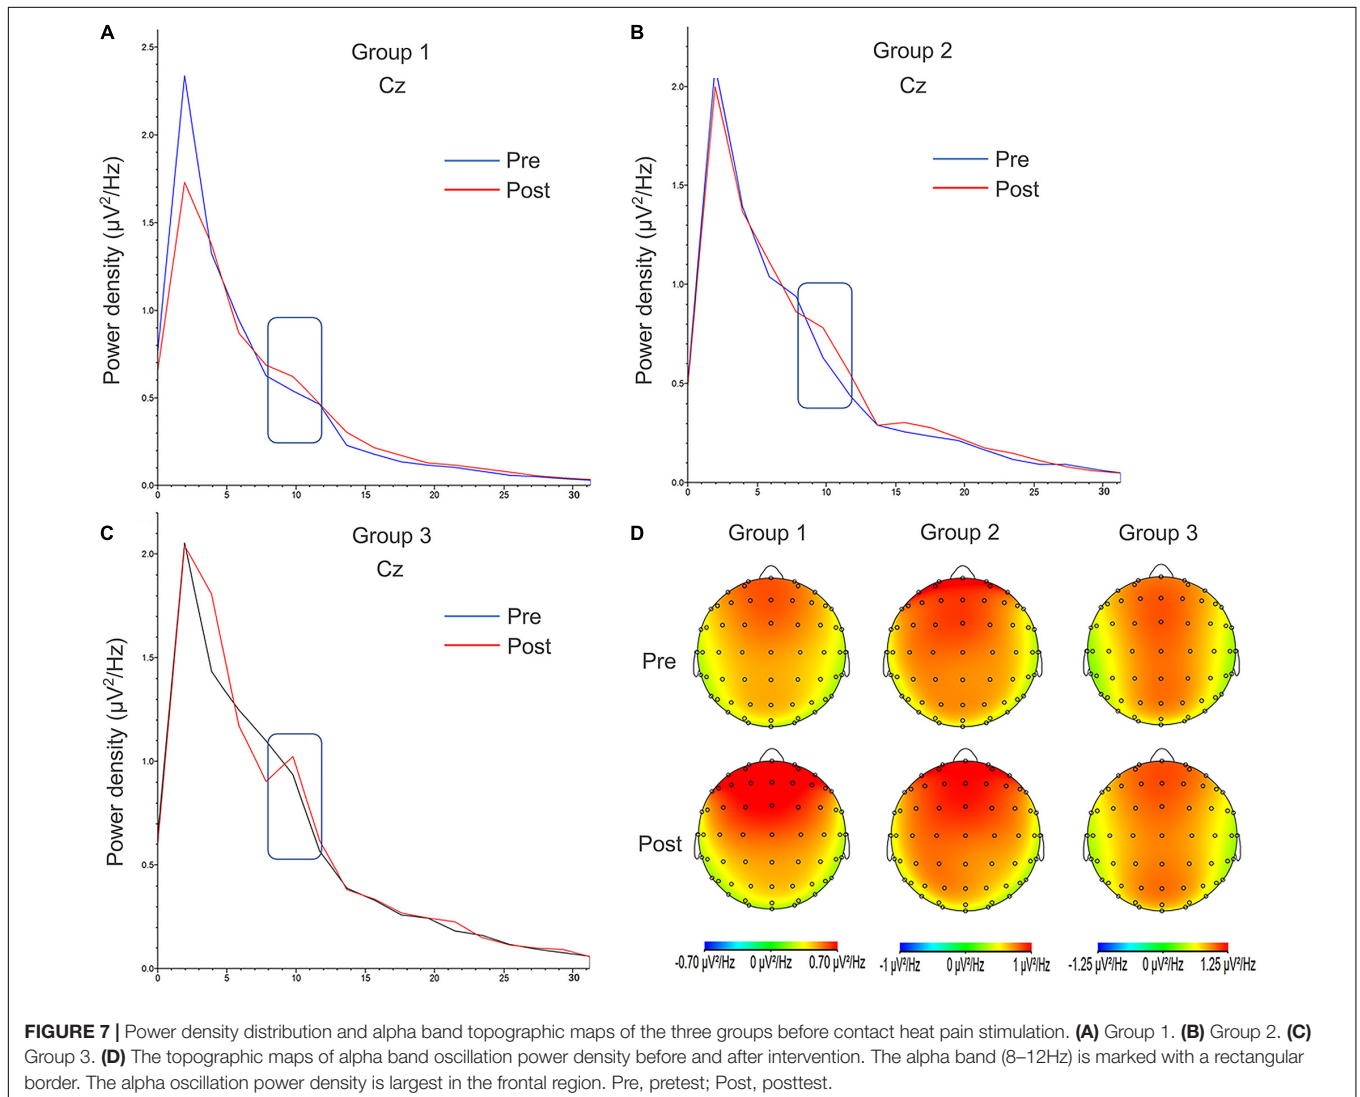 A
Group 1
Cz
Pre
Post
Power density (µV²/Hz)
2.5
2.0
1.5
1.0
0.5
0.0
0 5 10 15 20 25 30
B
Group 2
Cz
Pre
Post
Power density (µV²/Hz)
2.0
1.5
1.0
0.5
0.0
0 5 10 15 20 25 30
C
Group 3
Cz
Pre
Post
Power density (µV²/Hz)
2.0
1.5
1.0
0.5
0.0
0 5 10 15 20 25 30
D
Group 1 Group 2 Group 3
Pre
Post
-0.70 µV²/Hz 0 µV²/Hz 0.70 µV²/Hz
-1 µV²/Hz 0 µV²/Hz 1 µV²/Hz
-1.25 µV²/Hz 0 µV²/Hz 1.25 µV²/Hz
FIGURE 7 | Power density distribution and alpha band topographic maps of the three groups before contact heat pain stimulation. (A) Group 1. (B) Group 2. (C)
Group 3. (D) The topographic maps of alpha band oscillation power density before and after intervention. The alpha band (8–12Hz) is marked with a rectangular
border. The alpha oscillation power density is largest in the frontal region. Pre, pretest; Post, posttest.